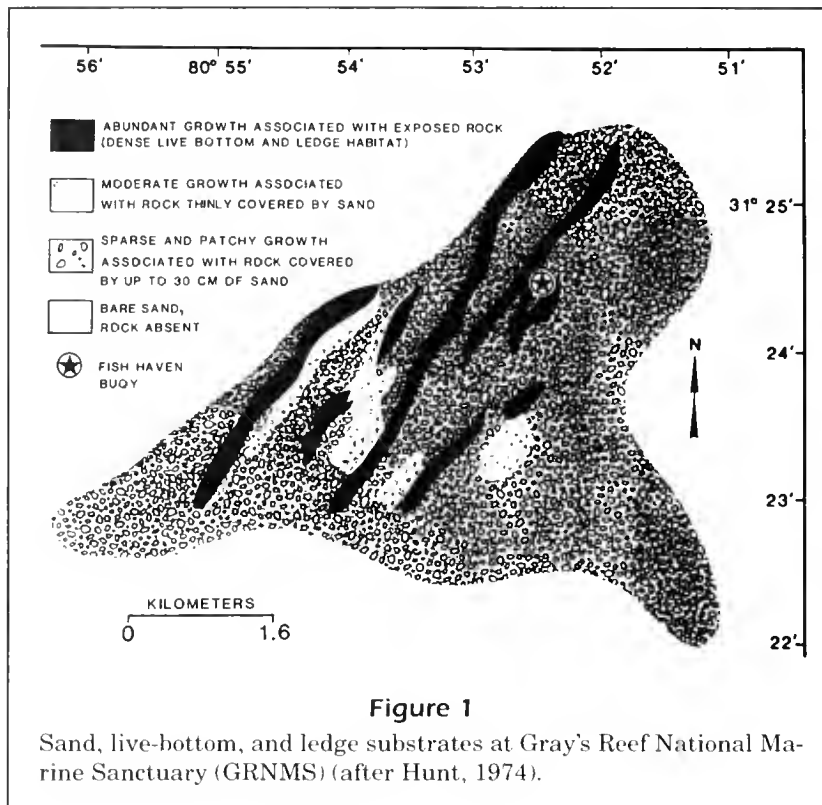 56' 80° 55' 54' 53' 52' 51'
ABUNDANT GROWTH ASSOCIATED WITH EXPOSED ROCK
(DENSE LIVE BOTTOM AND LEDGE HABITAT)
MODERATE GROWTH ASSOCIATED
WITH ROCK THINLY COVERED BY SAND
31° 25'
SPARSE AND PATCHY GROWTH
ASSOCIATED WITH ROCK COVERED
BY UP TO 30 CM OF SAND
BARE SAND,
ROCK ABSENT
N
24'
FISH HAVEN
BUOY
23'
KILOMETERS
0 1.6
22'
Figure 1
Sand, live-bottom, and ledge substrates at Gray's Reef National Ma-
rine Sanctuary (GRNMS) (after Hunt, 1974).